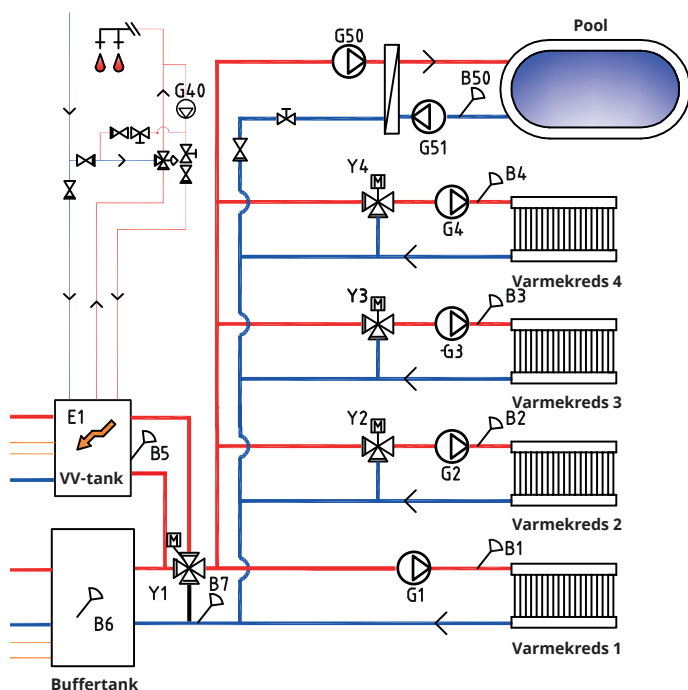 Pool
G50
G40
B50
G51
Y4
M
B4
G4
Varmekreds 4
Y3
M
B3
-G3
Varmekreds 3
E1
Y2
M
B2
G2
B5
VV-tank
Varmekreds 2
M
B1
Y1
B7
G1
B6
Varmekreds 1
Buffertank